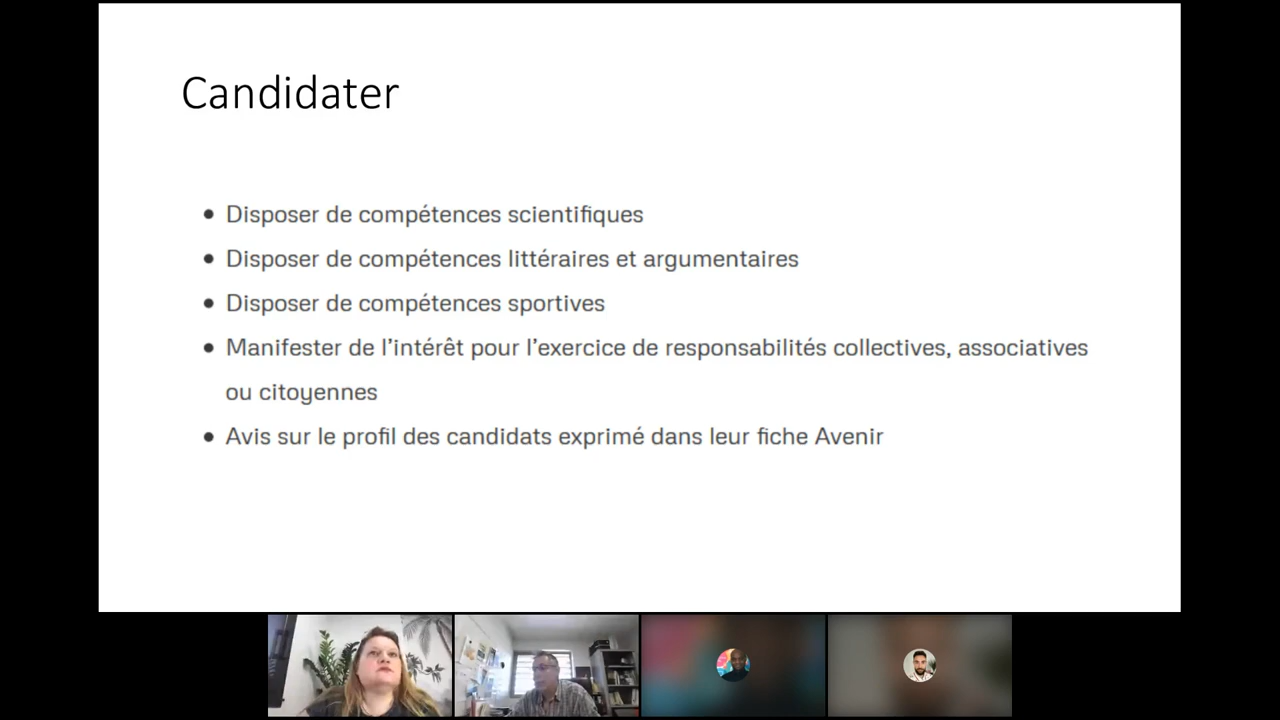 Candidater
• Disposer de compétences scientifiques
• Disposer de compétences littéraires et argumentaires
• Disposer de compétences sportives
• Manifester de l’intérêt pour l’exercice de responsabilités collectives, associatives
ou citoyennes
• Avis sur le profil des candidats exprimé dans leur fiche Avenir